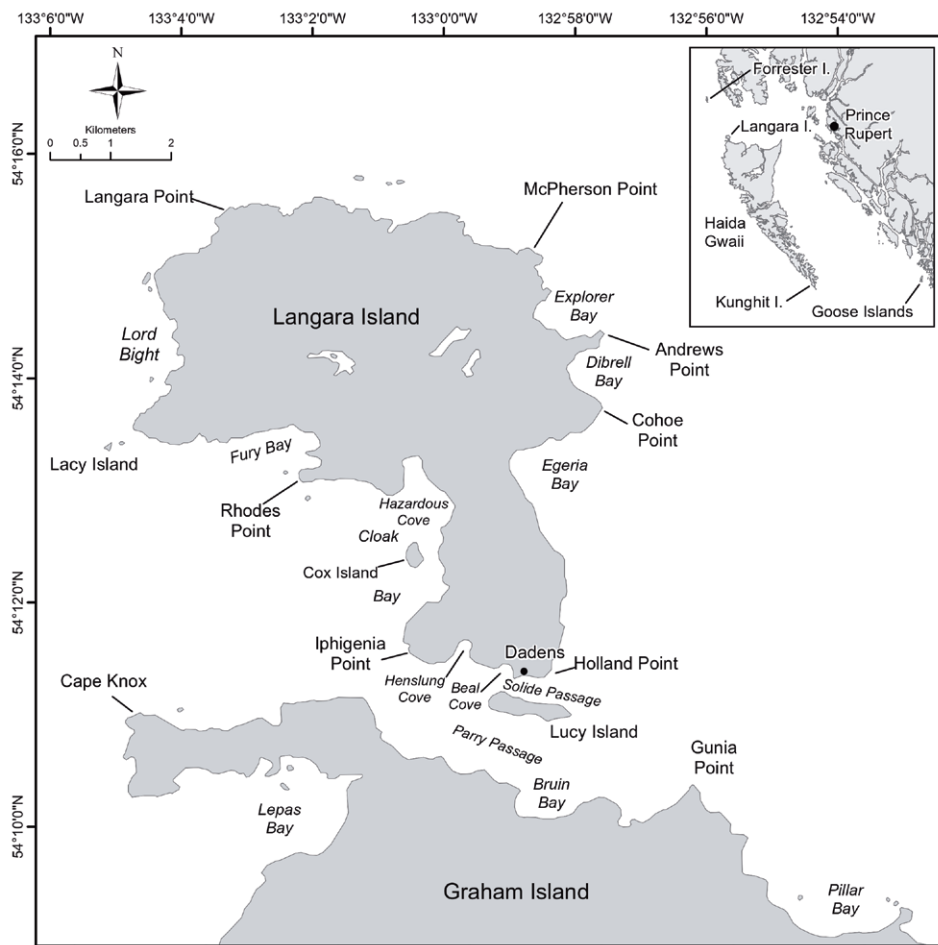 133°6'0"W
133°4'0"W
133°2'0"W
133°0'0"W
132°58'0"W
132°56'0"W
132°54'0"W
N
Kilometers
0 0.5 1 2
54°16'0"N
54°14'0"N
54°12'0"N
54°10'0"N
Forrester I.
Langara I.
Prince
Rupert
Haida
Gwaii
Kunghit I.
Goose Islands
Langara Point
McPherson Point
Langara Island
Explorer
Bay
Lord
Bight
Andrews
Point
Dibrell
Bay
Cohoe
Point
Lacy Island
Fury Bay
Egeria
Bay
Rhodes
Point
Hazardous
Cove
Cloak
Cox Island
Bay
Iphigenia
Point
Dadens
Holland Point
Henslung
Cove
Beal
Cove
Solide Passage
Cape Knox
Lucy Island
Parry Passage
Gunia
Point
Bruin
Bay
Lepas
Bay
Graham Island
Pillar
Bay